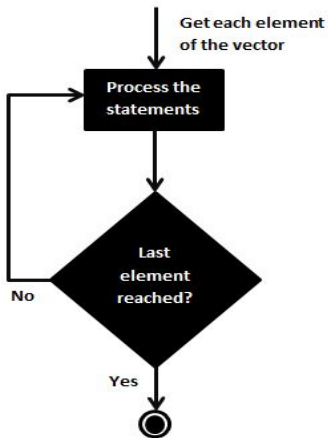 Get each element
of the vector
Process the
statements
Last
element
reached?
No
Yes